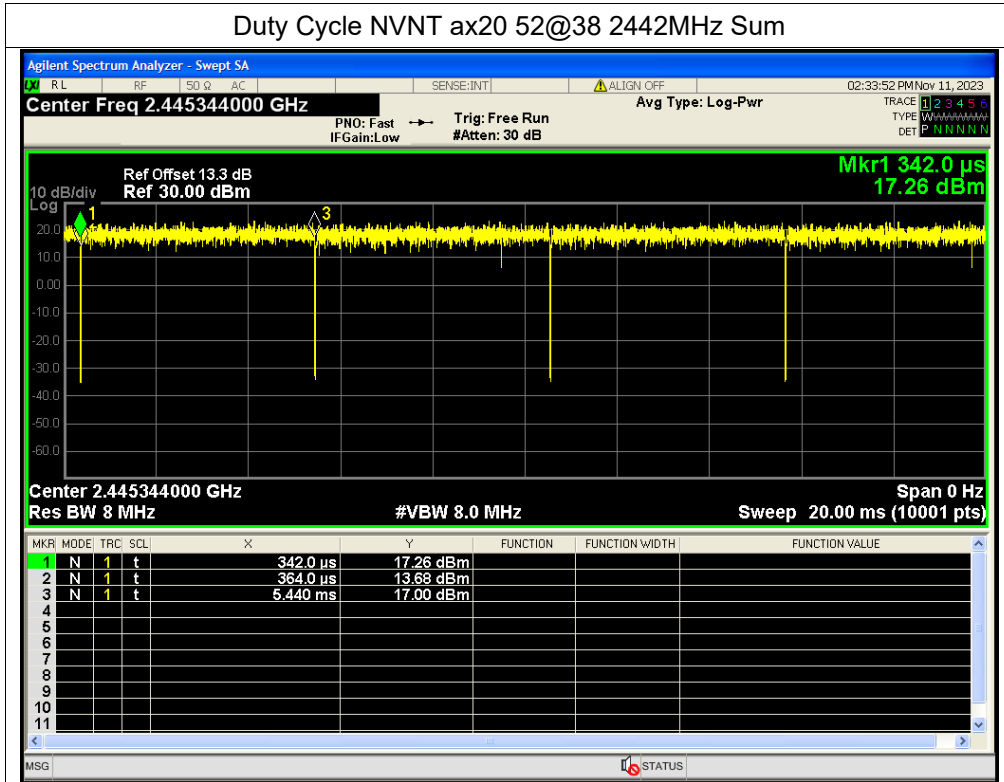 Duty Cycle NVNT ax20 52@38 2442MHz Sum
Agilent Spectrum Analyzer - Swept SA
LXI RL RF 50 Ω AC SENSE:INT ALIGN OFF 02:33:52 PM Nov 11, 2023
Center Freq 2.445344000 GHz Avg Type: Log-Pwr TRACE 1 2 3 4 5 6
PNO: Fast Trig: Free Run TYPE WWWWWW
IFGain:Low #Atten: 30 dB DET P N N N N N
Mkr1 342.0 µs
Ref Offset 13.3 dB
10 dB/div Ref 30.00 dBm 17.26 dBm
Log
1 3
20.0
10.0
0.00
-10.0
-20.0
-30.0
-40.0
-50.0
-60.0
Center 2.445344000 GHz Span 0 Hz
Res BW 8 MHz #VBW 8.0 MHz Sweep 20.00 ms (10001 pts)
MKR MODE TRC SCL X Y FUNCTION FUNCTION WIDTH FUNCTION VALUE
1 N 1 t 342.0 µs 17.26 dBm
2 N 1 t 364.0 µs 13.68 dBm
3 N 1 t 5.440 ms 17.00 dBm
4
5
6
7
8
9
10
11
MSG STATUS